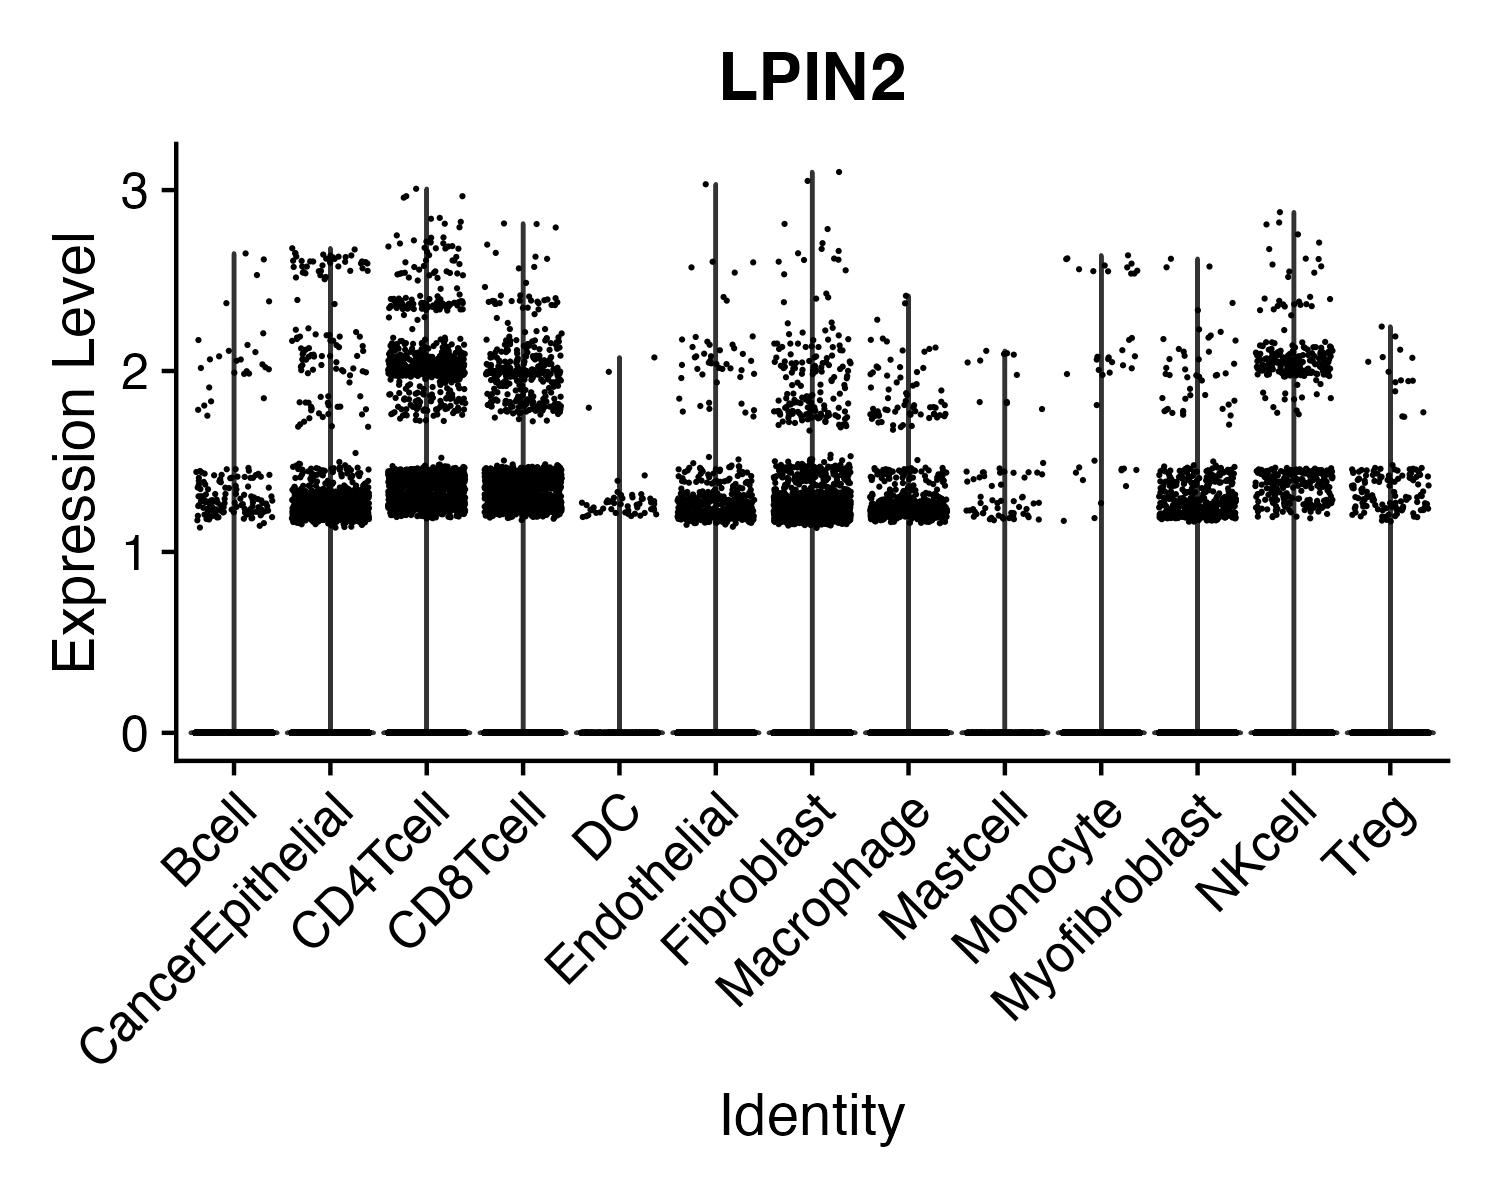 LPIN2
Expression Level
3
2
1
0
Bcell
CancerEpithelial
CD4Tcell
CD8Tcell
DC
Endothelial
Fibroblast
Macrophage
Mastcell
Monocyte
Myofibroblast
NKcell
Treg
Identity